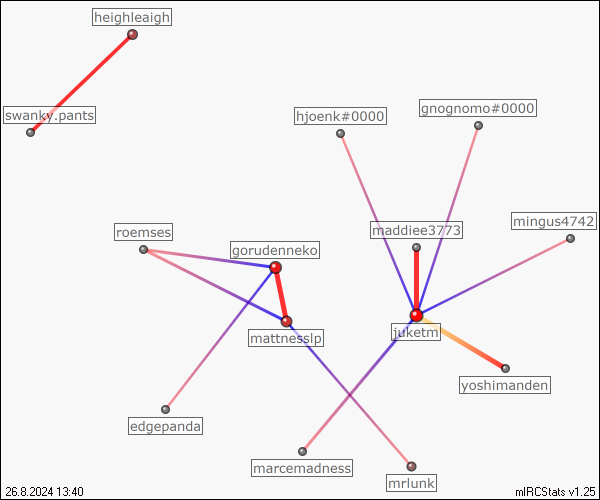 heighleaigh
swanky.pants
hjoenk#0000
gnognomo#0000
roemses
gorudenneko
maddiee3773
mingus4742
mattnesslp
juketm
yoshimanden
edgepanda
marcemadness
mrlunk
26.8.2024 13:40
mIRCStats v1.25